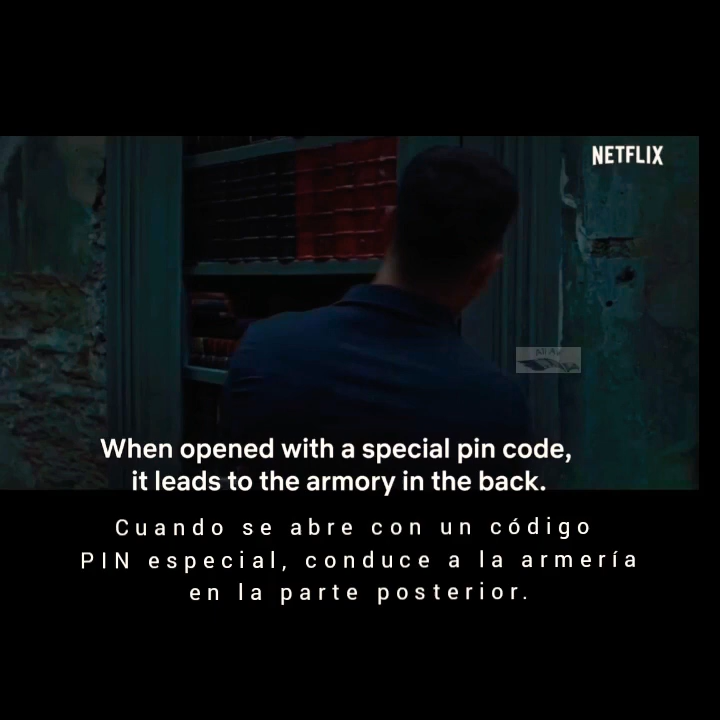 NETFLIX
When opened with a special pin code,
it leads to the armory in the back.
Cuando se abre con un código
PIN especial, conduce a la armería
en la parte posterior.